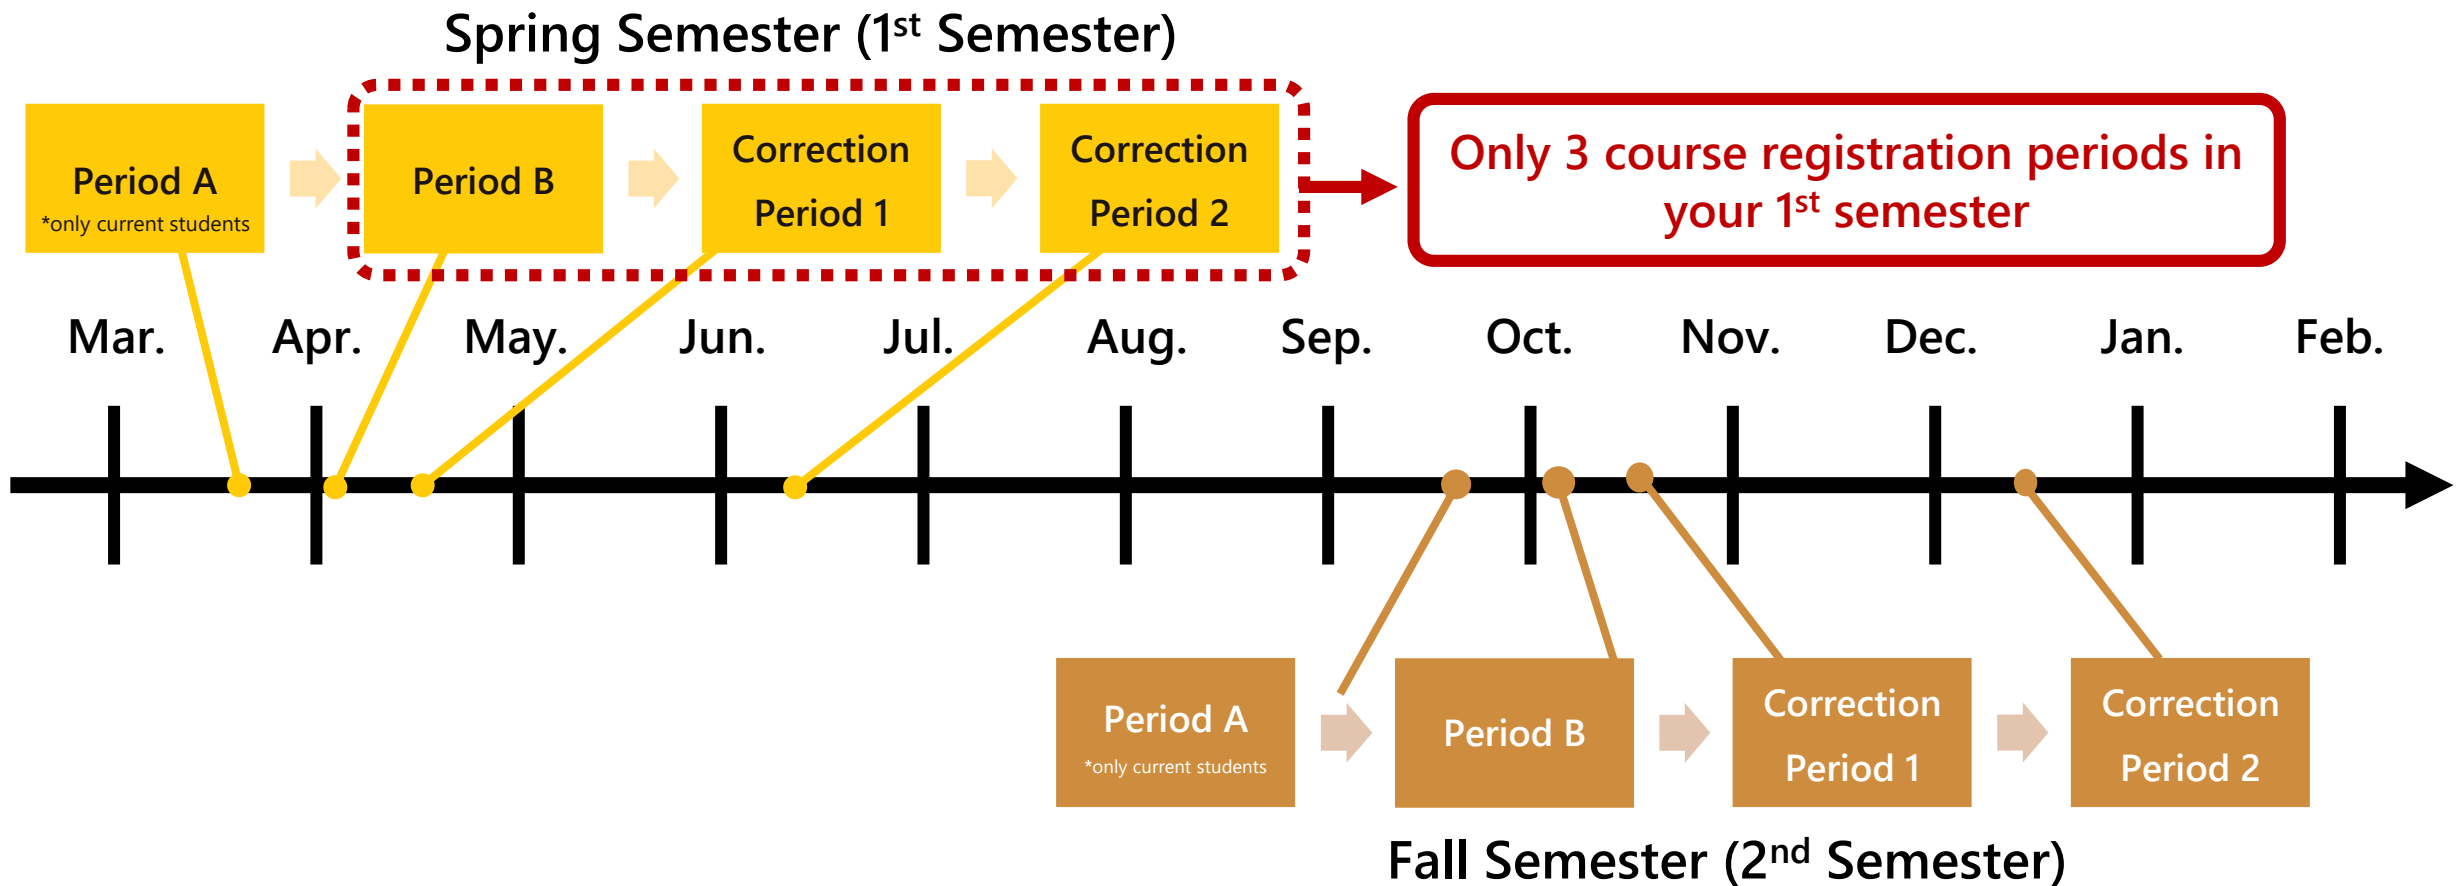 Spring Semester (1st Semester)
Period A
*only current students
Period B
Correction
Period 1
Correction
Period 2
Only 3 course registration periods in
your 1st semester
Mar. Apr. May. Jun. Jul. Aug. Sep. Oct. Nov. Dec. Jan. Feb.
Period A
*only current students
Period B
Correction
Period 1
Correction
Period 2
Fall Semester (2nd Semester)